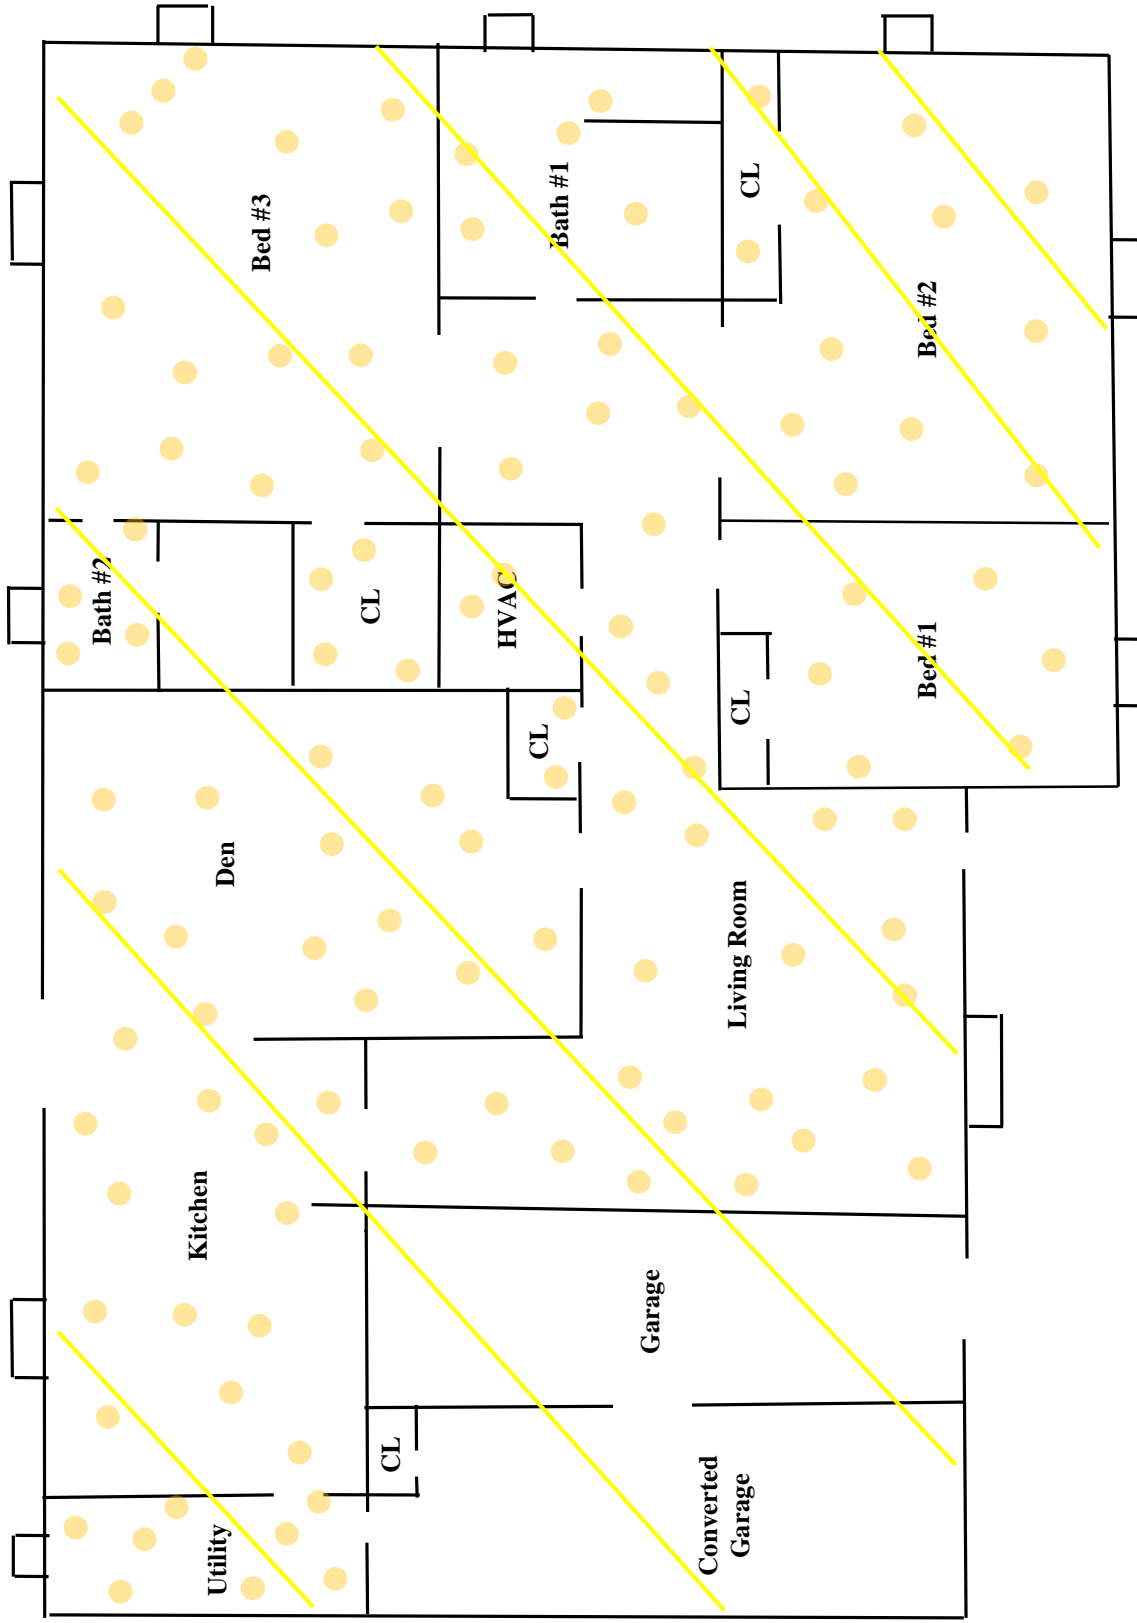 Bed #3
Bath #1
CL
Bed #2
Bath #2
CL
HVAC
CL
Bed #1
CL
Den
Living Room
Kitchen
Garage
CL
Utility
Converted
Garage